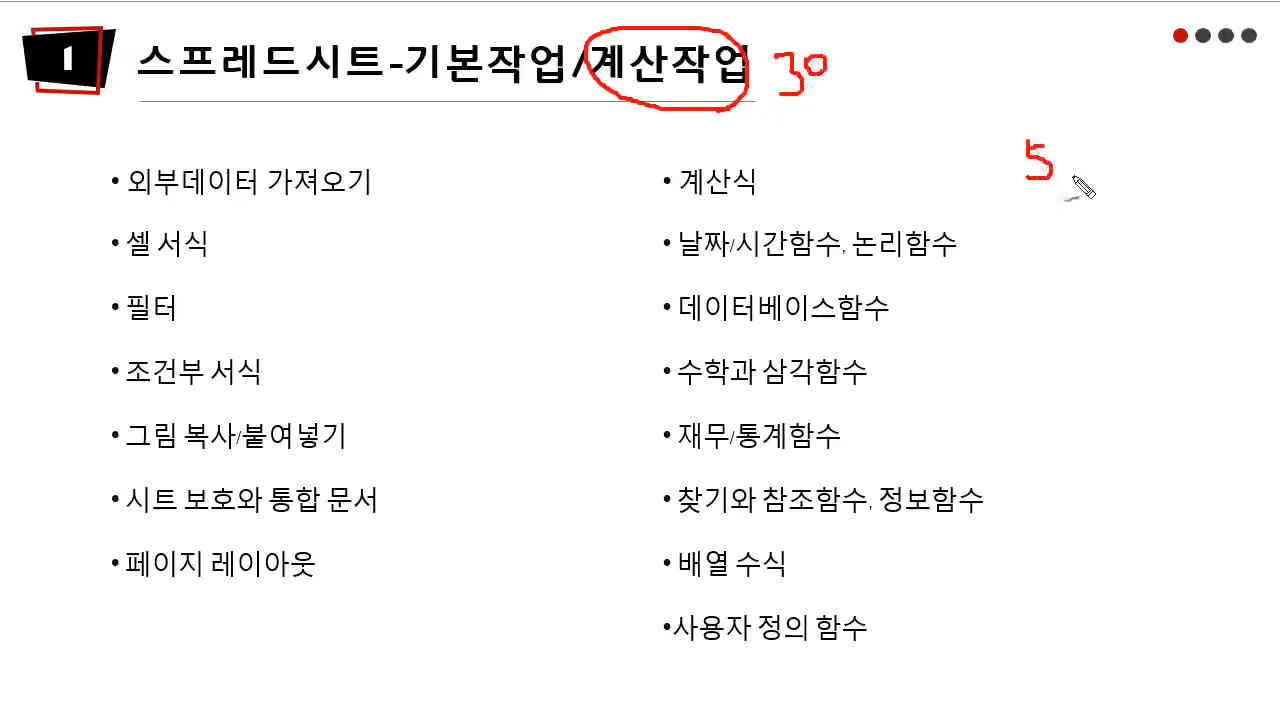 1
스프레드시트-기본작업/계산작업 30
5
• 외부데이터 가져오기
• 셀 서식
• 필터
• 조건부 서식
• 그림 복사/붙여넣기
• 시트 보호와 통합 문서
• 페이지 레이아웃
• 계산식
• 날짜/시간함수, 논리함수
• 데이터베이스함수
• 수학과 삼각함수
• 재무/통계함수
• 찾기와 참조함수, 정보함수
• 배열 수식
•사용자 정의 함수